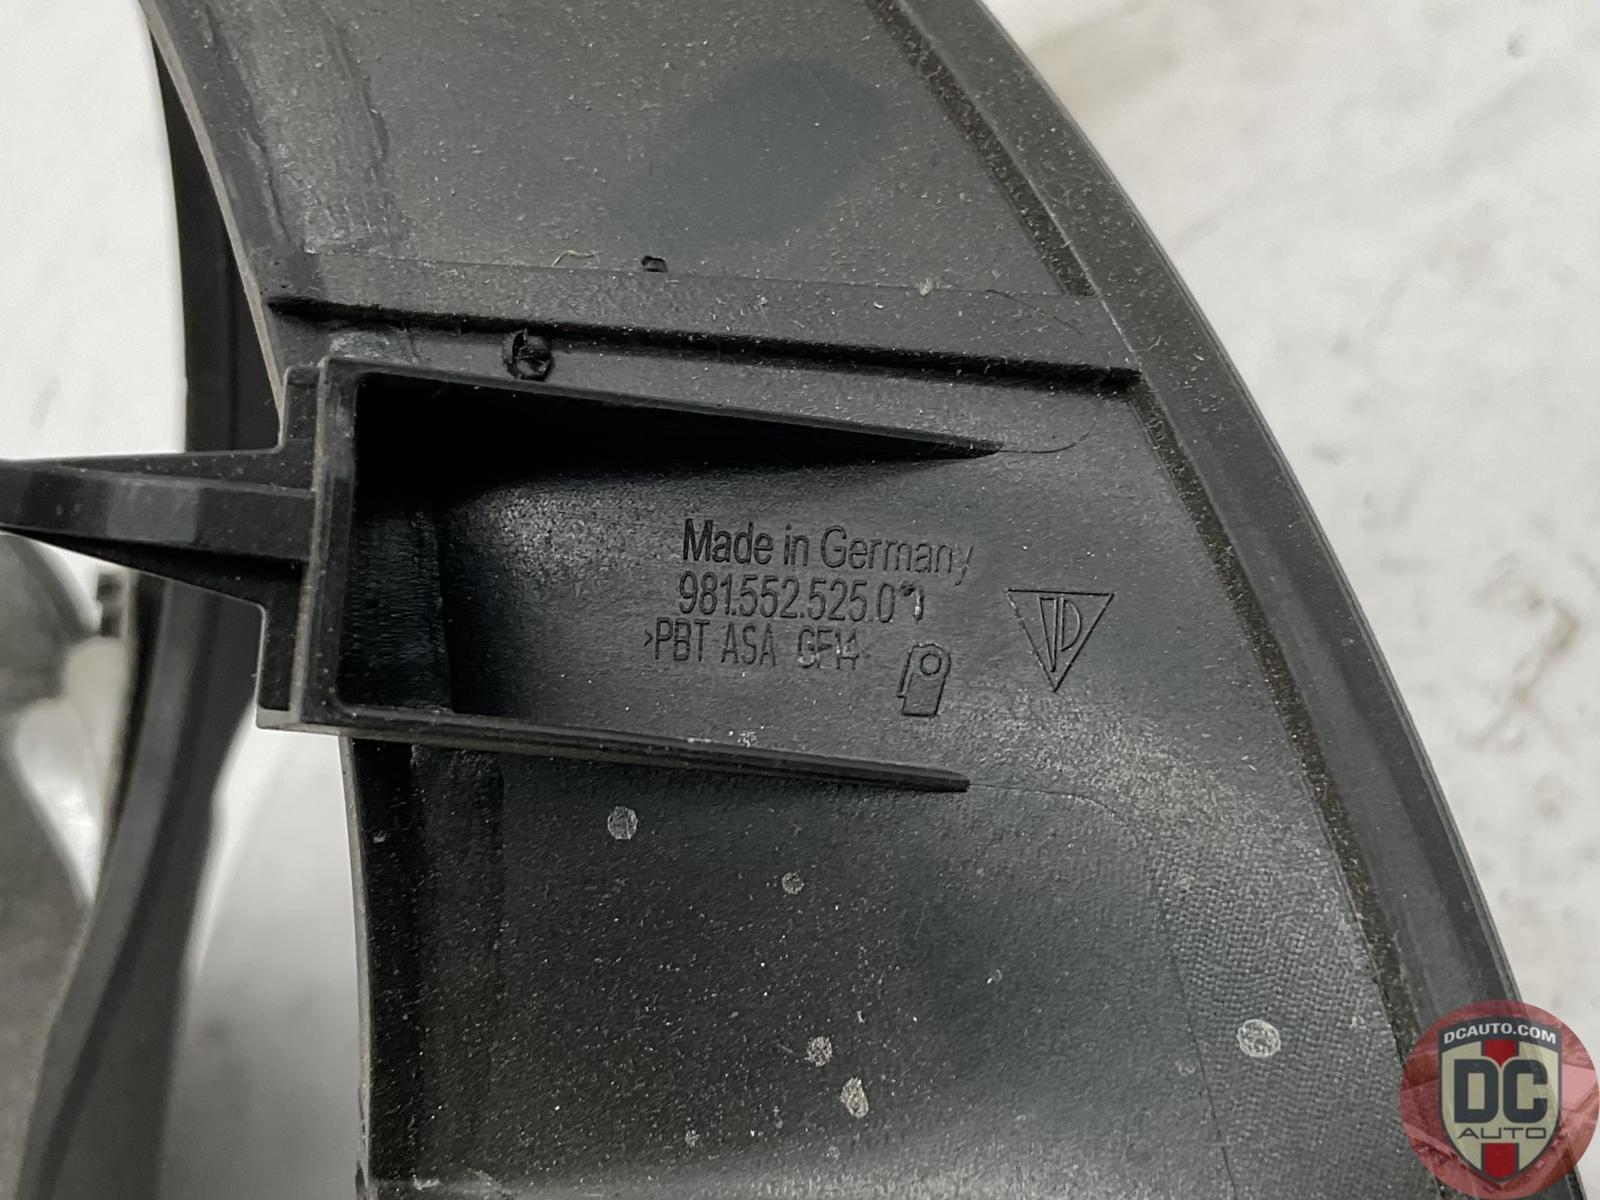 Made in Germany
981.552.525.0
>PBT ASA GF14<
DCAUTO.COM
DC
AUTO